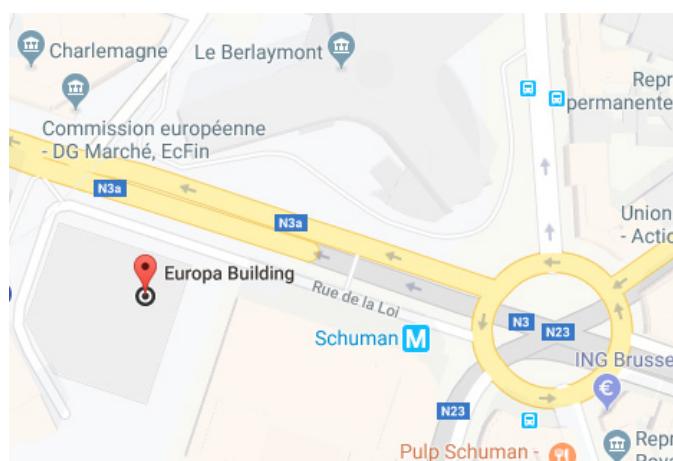 Charlemagne
Le Berlaymont
Repr
permanente
Commission européenne
- DG Marché, EcFin
N3a
N3a
Union
- Actio
Europa Building
Rue de la Loi
Schuman M
N3
N23
ING Brusse
€
N23
Pulp Schuman -
Repr